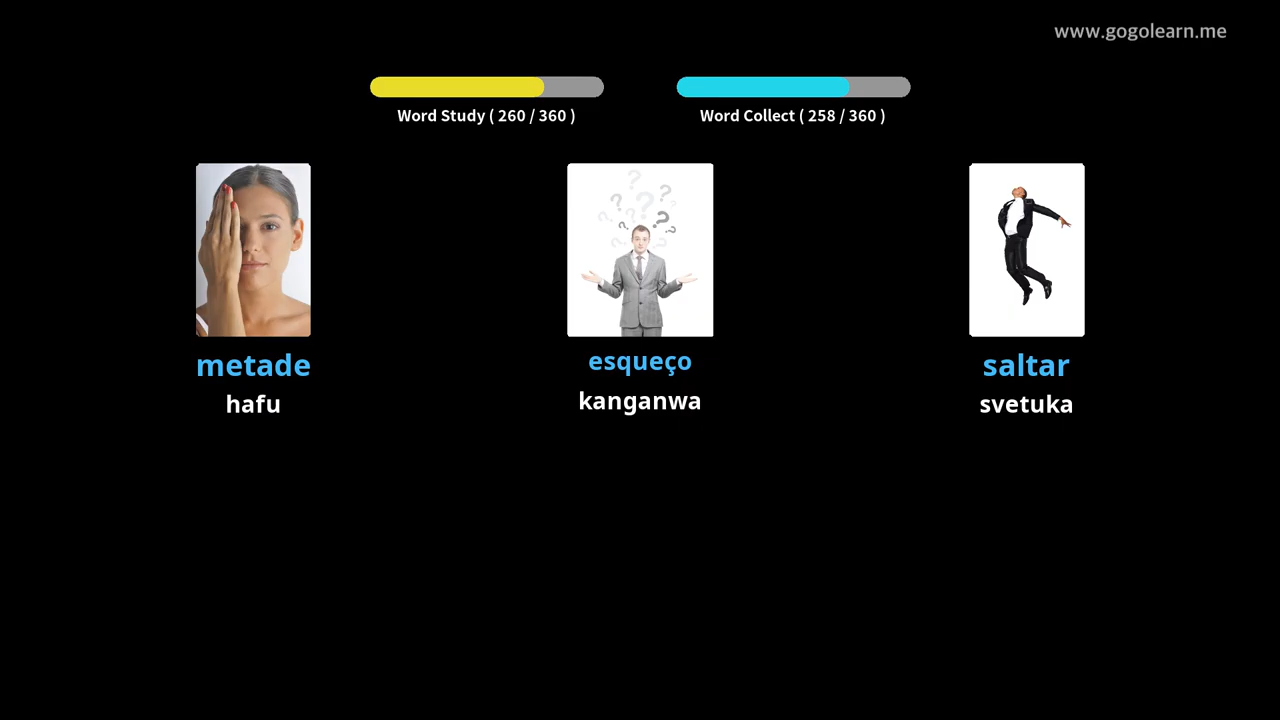 www.gogolearn.me
Word Study ( 260 / 360 )
Word Collect ( 258 / 360 )
metade
hafu
esqueço
kanganwa
saltar
svetuka